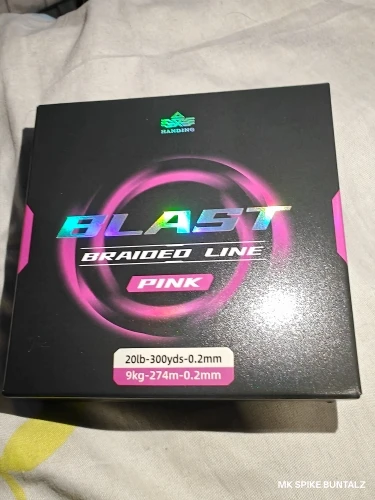 HANDING
BLAST
BRAIDED LINE
PINK
20lb-300yds-0.2mm
9kg-274m-0.2mm
MK SPIKE BUNTALZ